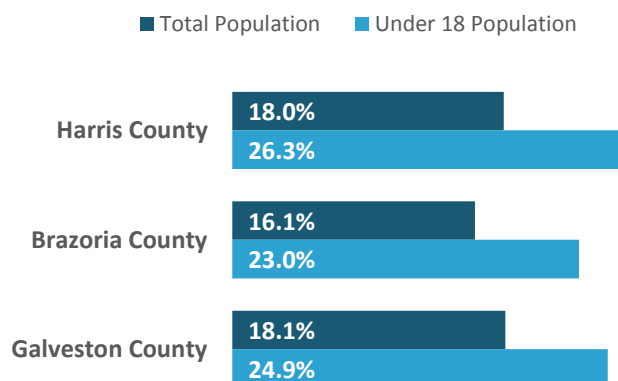 Total Population Under 18 Population
Harris County
18.0%
26.3%
Brazoria County
16.1%
23.0%
Galveston County
18.1%
24.9%